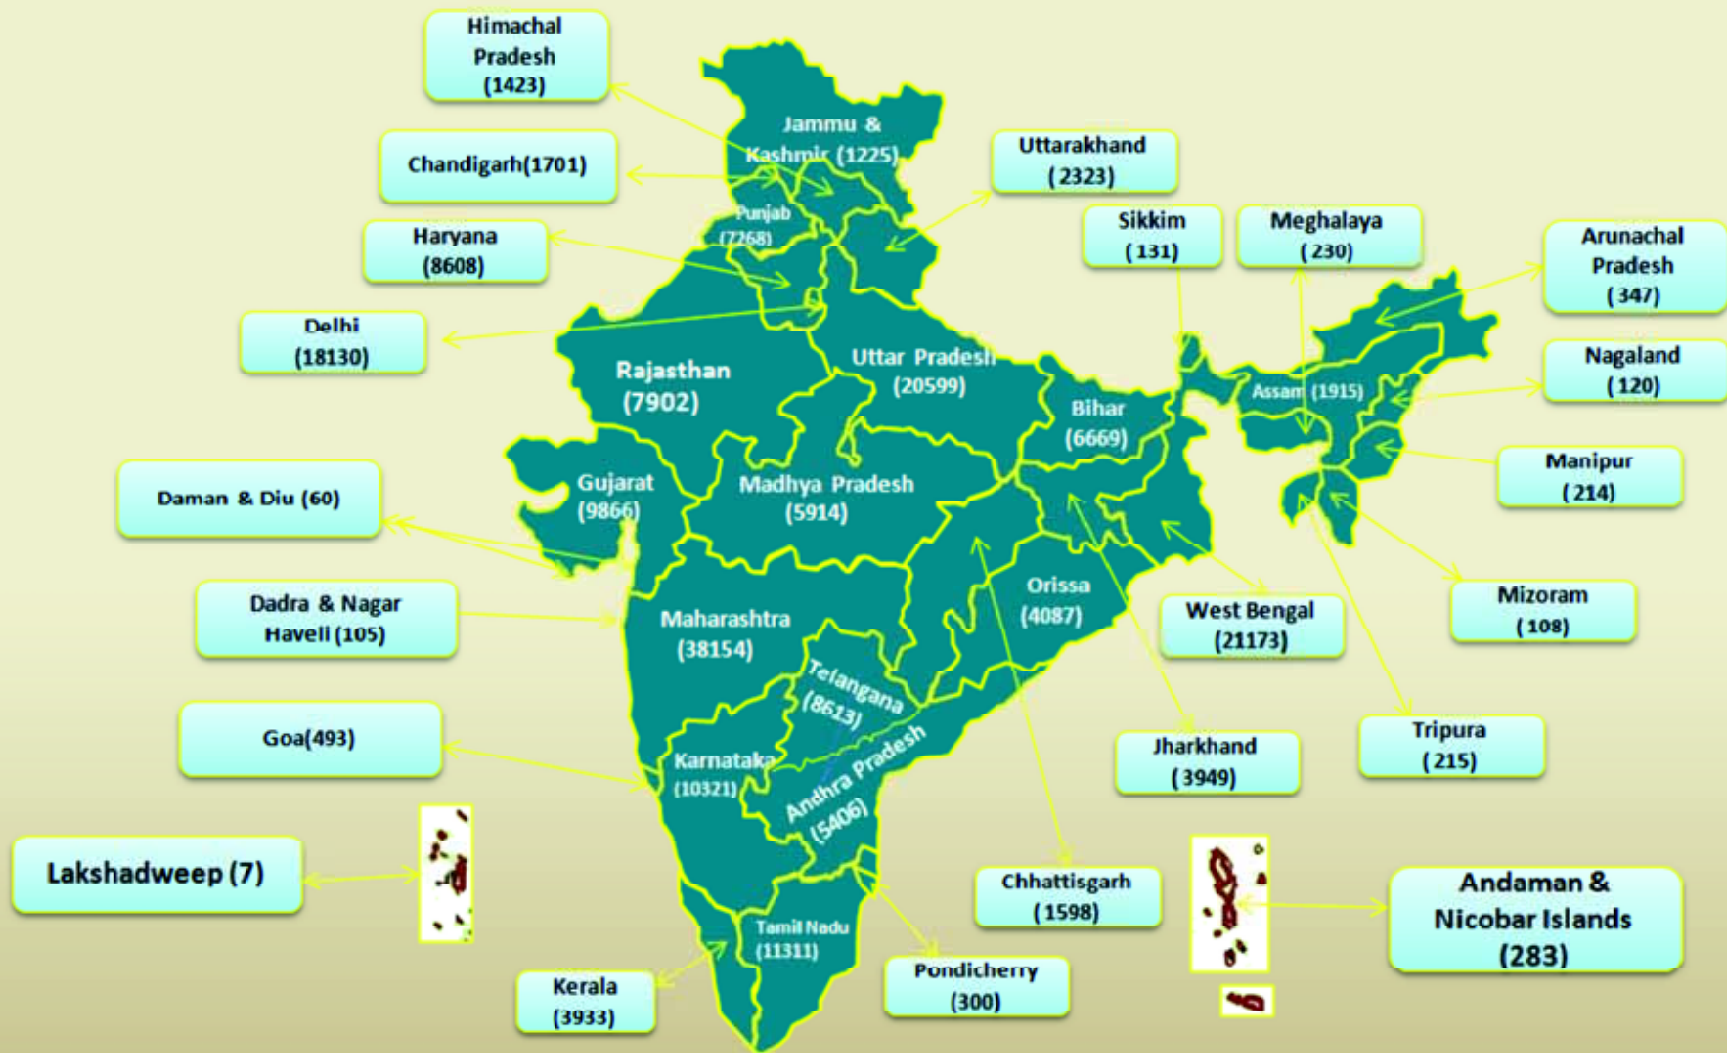 Himachal
Pradesh
(1423)
Jammu &
Kashmir (1225)
Chandigarh(1701)
Uttarakhand
(2323)
Punjab
(7268)
Haryana
(8608)
Sikkim
(131)
Meghalaya
(230)
Arunachal
Pradesh
(347)
Delhi
(18130)
Rajasthan
(7902)
Uttar Pradesh
(20599)
Nagaland
(120)
Assam (1915)
Bihar
(6669)
Manipur
(214)
Daman & Diu (60)
Gujarat
(9866)
Madhya Pradesh
(5914)
Dadra & Nagar
Haveli (105)
Maharashtra
(38154)
Orissa
(4087)
West Bengal
(21173)
Mizoram
(108)
Telangana
(8613)
Goa(493)
Karnataka
(10321)
Andhra Pradesh
(5406)
Jharkhand
(3949)
Tripura
(215)
Lakshadweep (7)
Chhattisgarh
(1598)
Andaman &
Nicobar Islands
(283)
Tamil Nadu
(11311)
Kerala
(3933)
Pondicherry
(300)